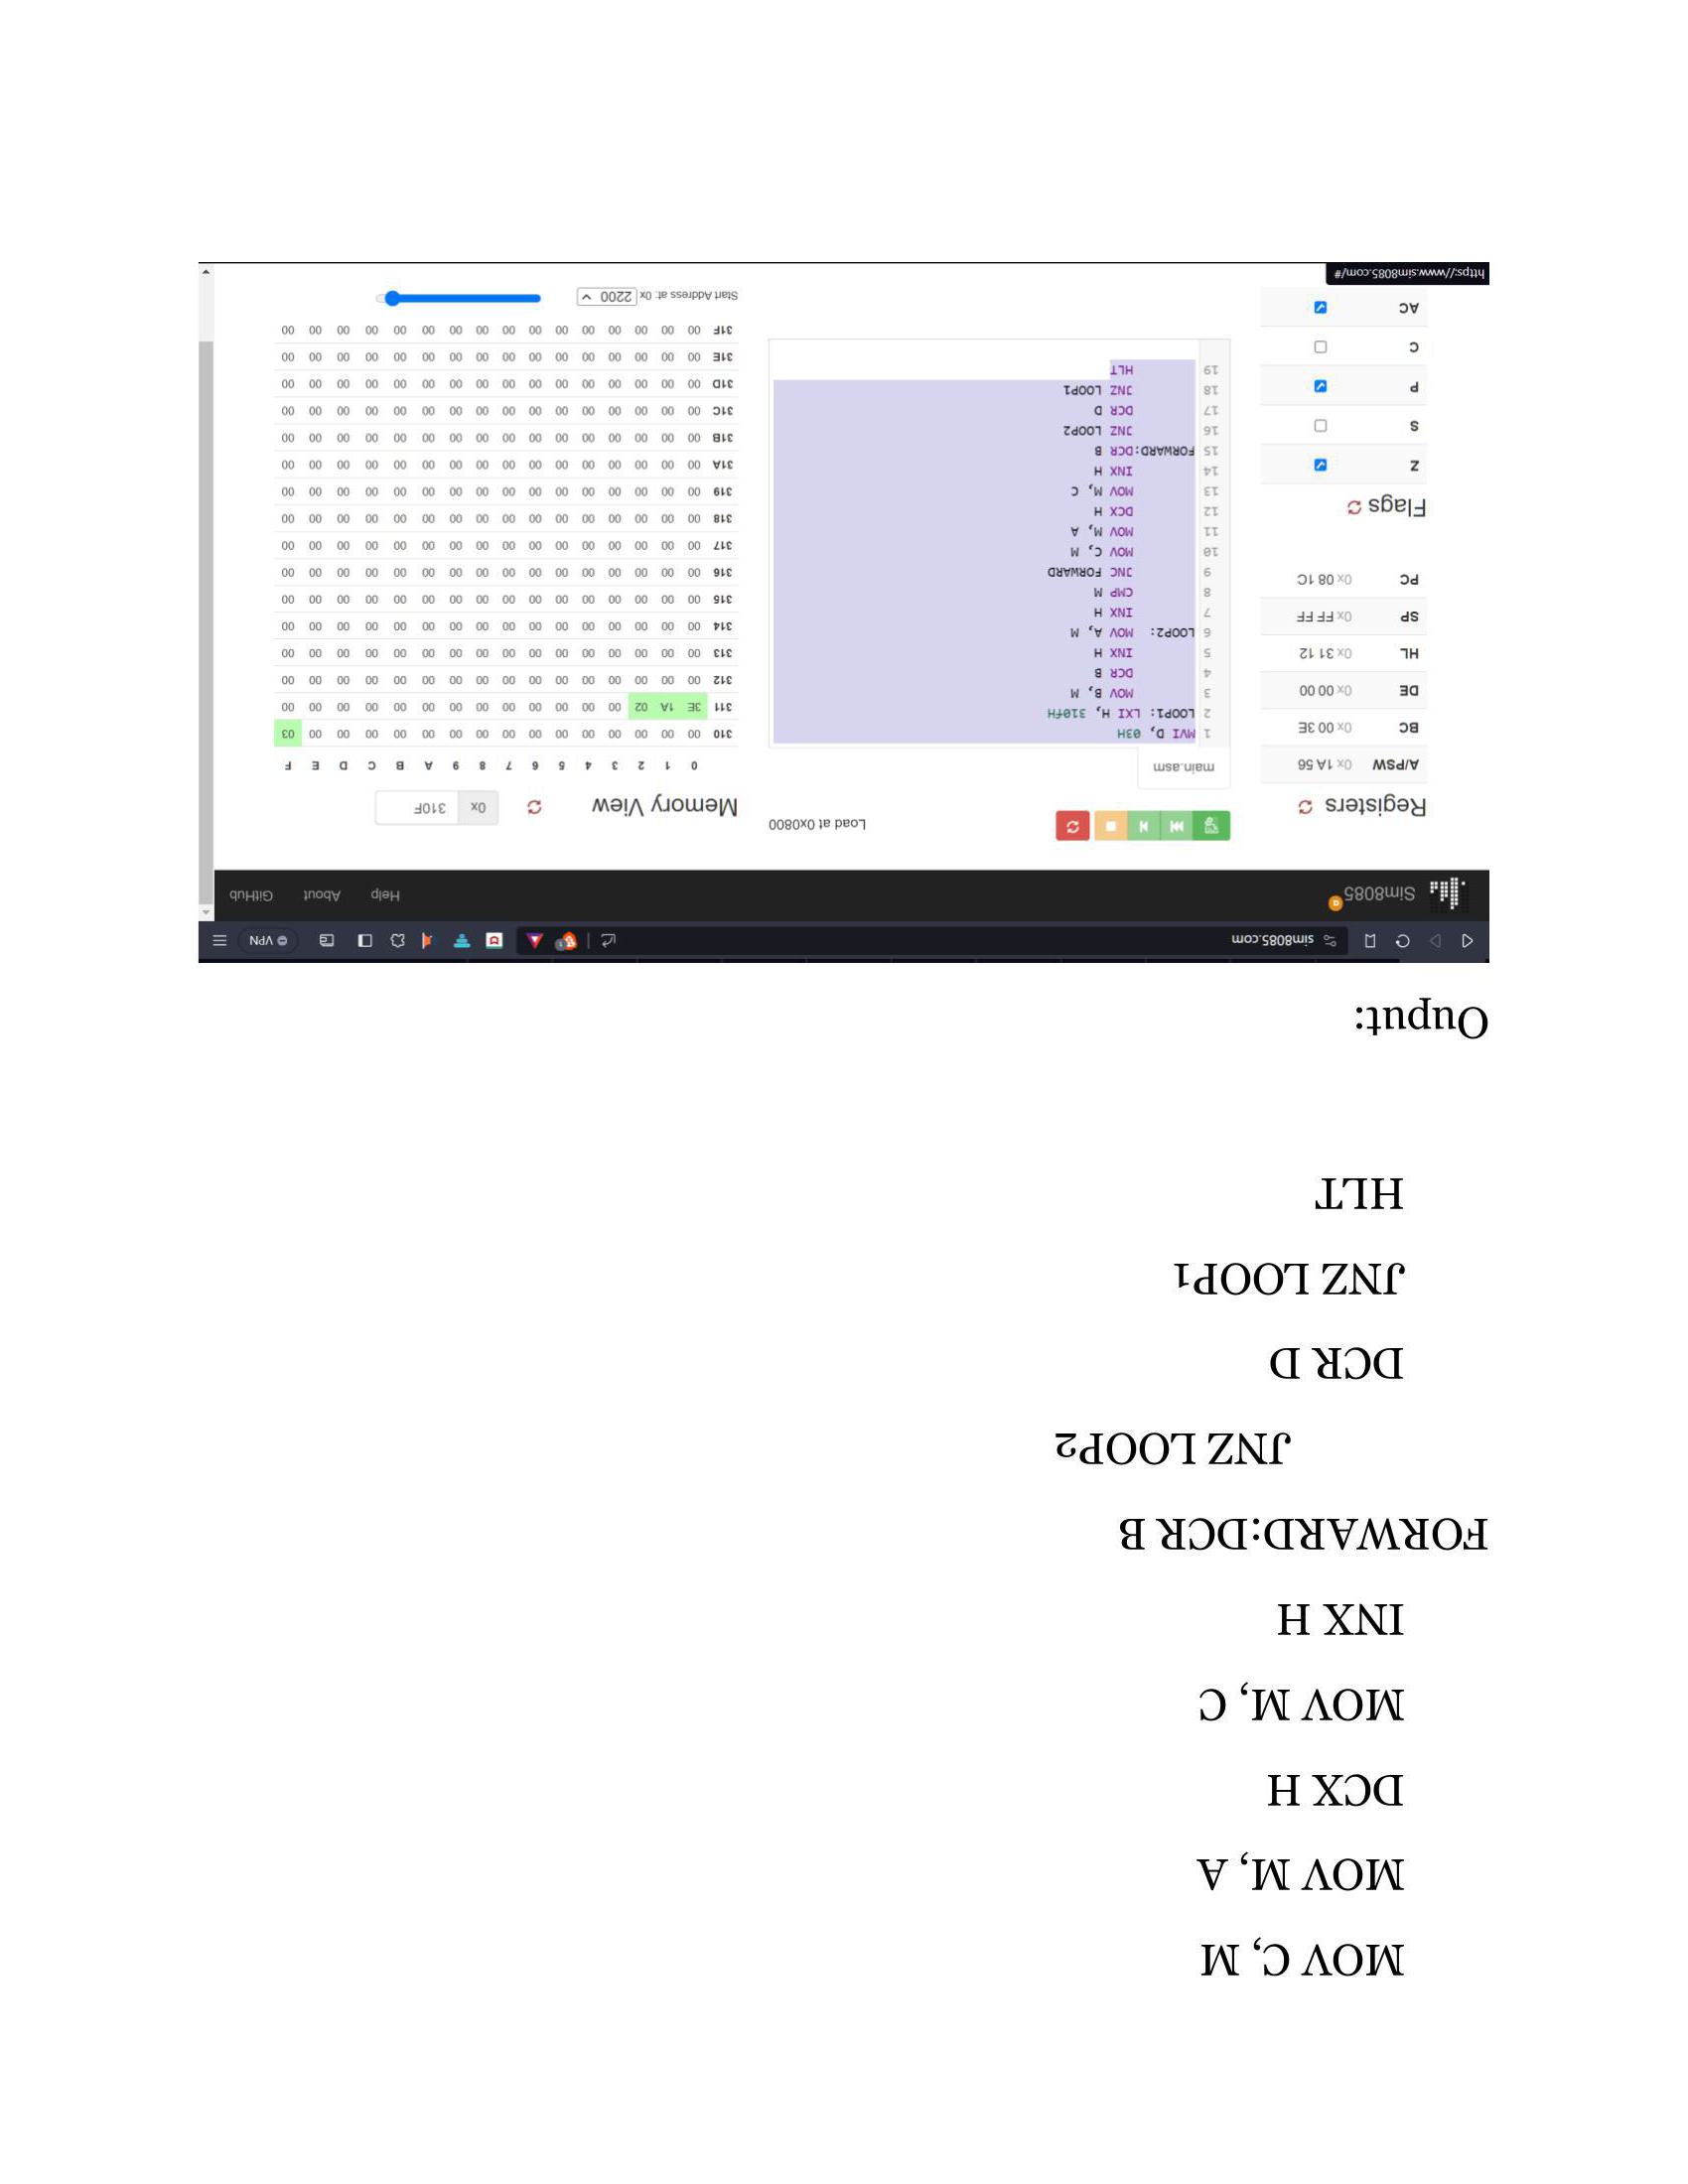 MOV C, M
MOV M, A
DCX H
MOV M, C
INX H
FORWARD:DCR B
JNZ LOOP2
DCR D
JNZ LOOP1
HLT
Ouput:
sim8085.com
VPN
Sim8085
Help About GitHub
Registers
A/PSW 0x 1A 56
BC 0x 00 3E
DE 0x 00 00
HL 0x 31 12
SP 0x FF FF
PC 0x 08 1C
Flags
Z
S
P
C
AC
Load at 0x0800
main.asm
1 MVI D, 03H
2 LOOP1: LXI H, 310fH
3 MOV B, M
4 DCR B
5 INX H
6 LOOP2: MOV A, M
7 INX H
8 CMP M
9 JNC FORWARD
10 MOV C, M
11 MOV M, A
12 DCX H
13 MOV M, C
14 INX H
15 FORWARD:DCR B
16 JNZ LOOP2
17 DCR D
18 JNZ LOOP1
19 HLT
Memory View 0x 310F
0 1 2 3 4 5 6 7 8 9 A B C D E F
310 00 00 00 00 00 00 00 00 00 00 00 00 00 00 00 03
311 3E 1A 02 00 00 00 00 00 00 00 00 00 00 00 00 00
312 00 00 00 00 00 00 00 00 00 00 00 00 00 00 00 00
313 00 00 00 00 00 00 00 00 00 00 00 00 00 00 00 00
314 00 00 00 00 00 00 00 00 00 00 00 00 00 00 00 00
315 00 00 00 00 00 00 00 00 00 00 00 00 00 00 00 00
316 00 00 00 00 00 00 00 00 00 00 00 00 00 00 00 00
317 00 00 00 00 00 00 00 00 00 00 00 00 00 00 00 00
318 00 00 00 00 00 00 00 00 00 00 00 00 00 00 00 00
319 00 00 00 00 00 00 00 00 00 00 00 00 00 00 00 00
31A 00 00 00 00 00 00 00 00 00 00 00 00 00 00 00 00
31B 00 00 00 00 00 00 00 00 00 00 00 00 00 00 00 00
31C 00 00 00 00 00 00 00 00 00 00 00 00 00 00 00 00
31D 00 00 00 00 00 00 00 00 00 00 00 00 00 00 00 00
31E 00 00 00 00 00 00 00 00 00 00 00 00 00 00 00 00
31F 00 00 00 00 00 00 00 00 00 00 00 00 00 00 00 00
Start Address at: 0x 2200
https://www.sim8085.com/#